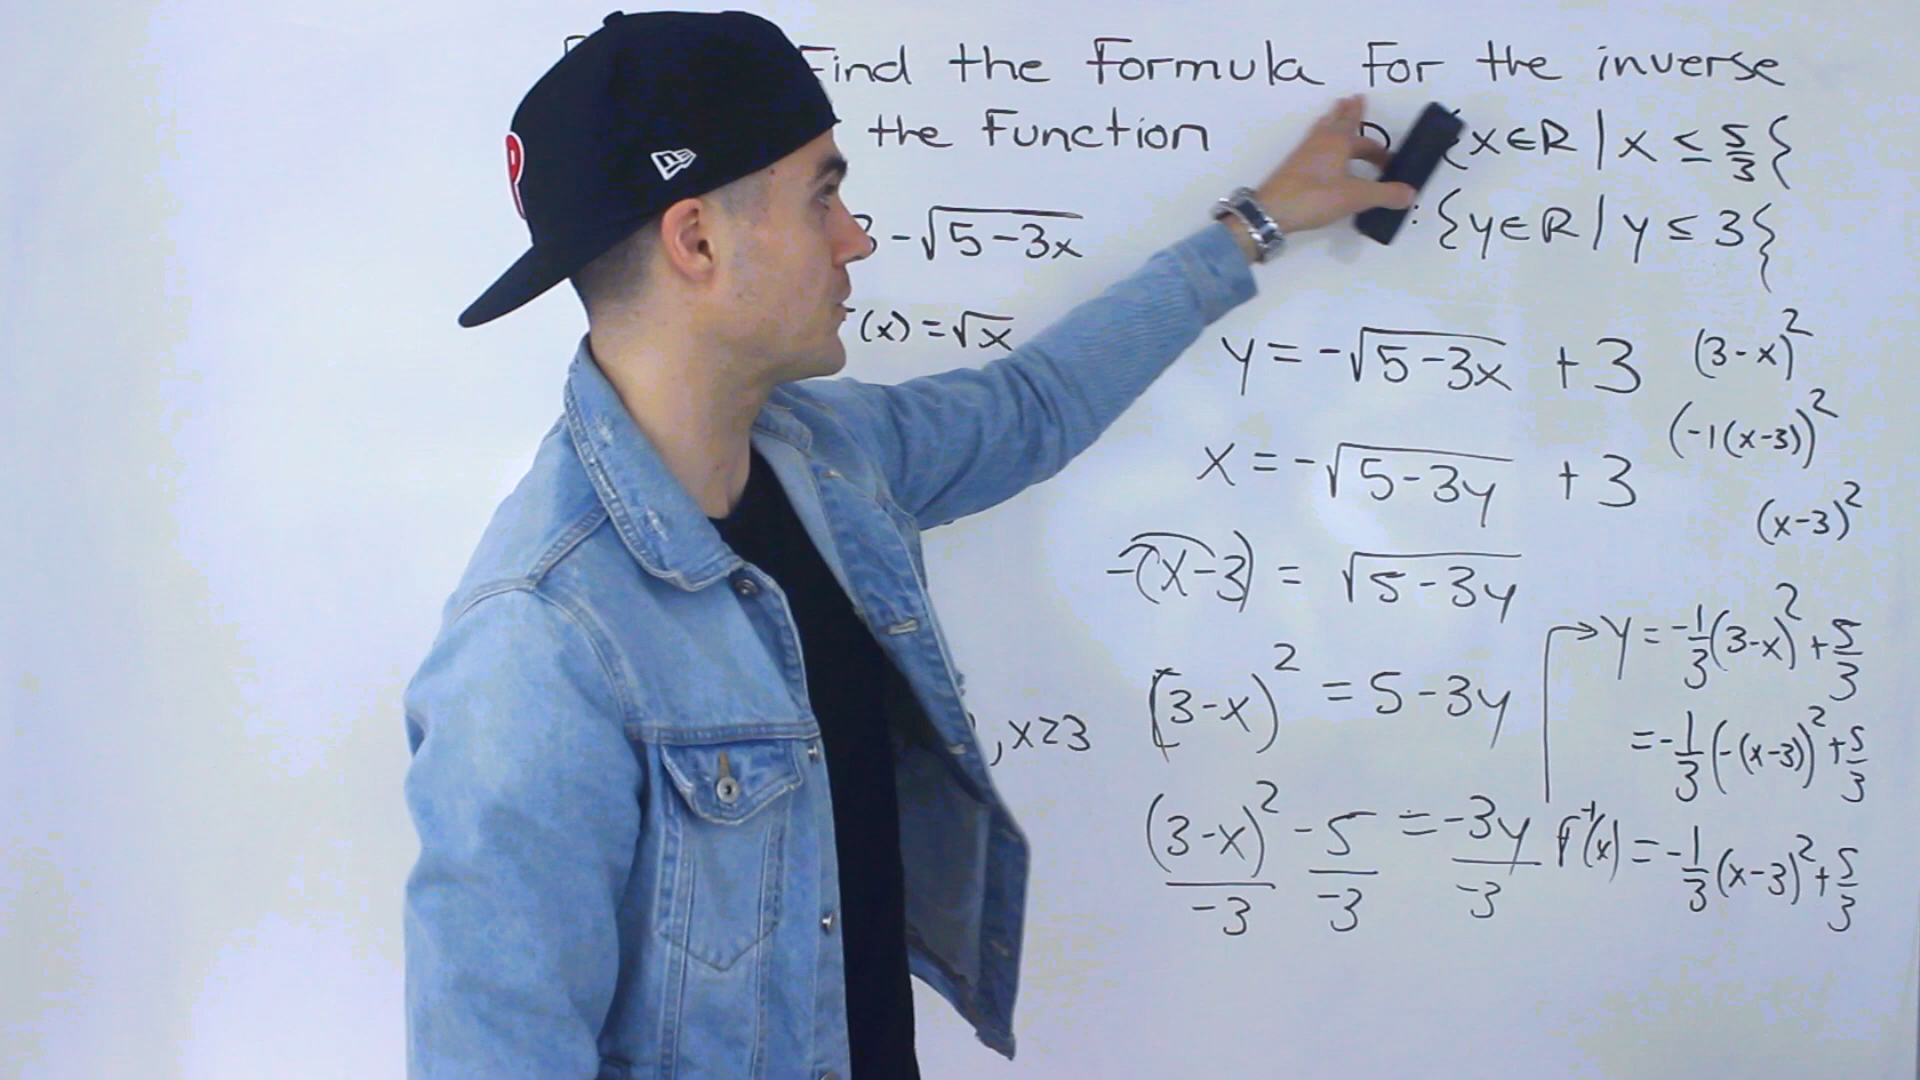 Find the formula for the inverse
the function
D: {x∈R | x ≤ 5/3{
: {y∈R | y ≤ 3{
3 - √(5-3x)
(x) = √x
y = -√(5-3x) + 3
x = -√(5-3y) + 3
-(x-3) = √(5-3y)
(3-x)² = 5-3y
, x≥3
(3-x)²/-3 - 5/-3 = -3y/-3
(3-x)²
(-1(x-3))²
(x-3)²
y = -1/3(3-x)² + 5/3
= -1/3(-(x-3))² + 5/3
f⁻¹(x) = -1/3(x-3)² + 5/3
P